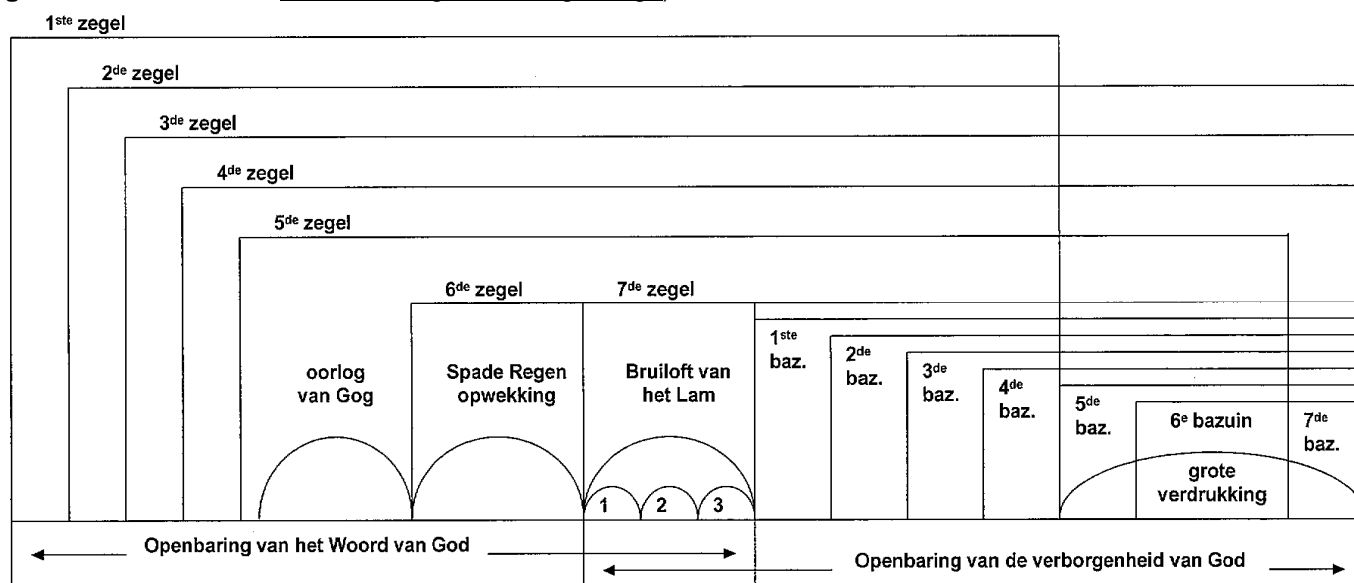 1ste zegel
2de zegel
3de zegel
4de zegel
5de zegel
6de zegel
7de zegel
oorlog
van Gog
Spade Regen
opwekking
Bruiloft van
het Lam
1ste
baz.
2de
baz.
3de
baz.
4de
baz.
5de
baz.
6e bazuin
7de
baz.
grote
verdrukking
1
2
3
Openbaring van het Woord van God
Openbaring van de verborgenheid van God